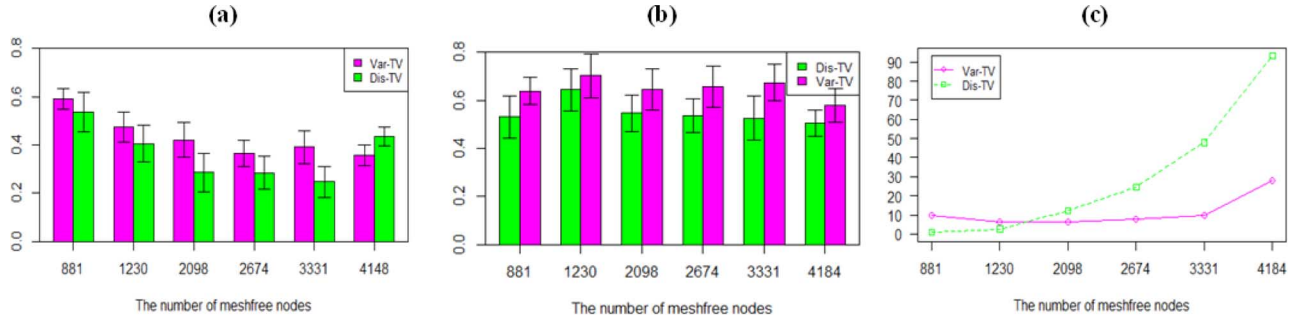 (a)
0.8
0.6
0.4
0.2
0.0
Var-TV
Dis-TV
881 1230 2098 2674 3331 4148
The number of meshfree nodes
(b)
0.8
0.6
0.4
0.2
0.0
Dis-TV
Var-TV
881 1230 2098 2674 3331 4184
The number of meshfree nodes
(c)
90
80
70
60
50
40
30
20
10
0
Var-TV
Dis-TV
881 1230 2098 2674 3331 4184
The number of meshfree nodes